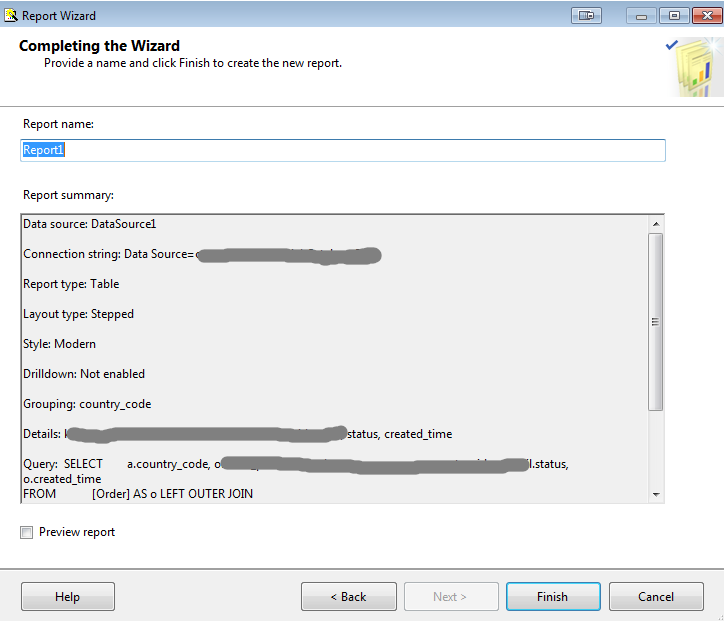 Report Wizard
Completing the Wizard
Provide a name and click Finish to create the new report.
Report name:
Report1
Report summary:
Data source: DataSource1
Connection string: Data Source=
Report type: Table
Layout type: Stepped
Style: Modern
Drilldown: Not enabled
Grouping: country_code
Details: status, created_time
Query: SELECT a.country_code, .status,
o.created_time
FROM [Order] AS o LEFT OUTER JOIN
Preview report
Help
< Back
Next >
Finish
Cancel